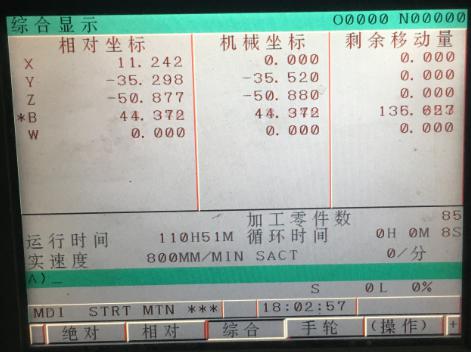 综合显示 O0000 N00000
相对坐标 机械坐标 剩余移动量
X 11.242 0.000 0.000
Y -35.298 -35.520 0.000
Z -50.877 -50.880 0.000
*B 44.372 44.372 135.627
W 0.000 0.000 0.000
加工零件数 85
运行时间 110H51M 循环时间 0H 0M 8S
实速度 800MM/MIN SACT 0/分
A)_
S 0L 0%
MDI STRT MTN *** 18:02:57
绝对 相对 综合 手轮 (操作) +